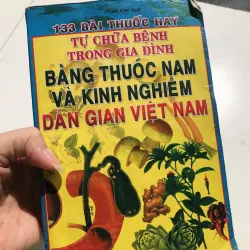 133 BÀI THUỐC HAY
TỰ CHỮA BỆNH
TRONG GIA ĐÌNH
BẰNG THUỐC NAM
VÀ KINH NGHIỆM
DÂN GIAN VIỆT NAM